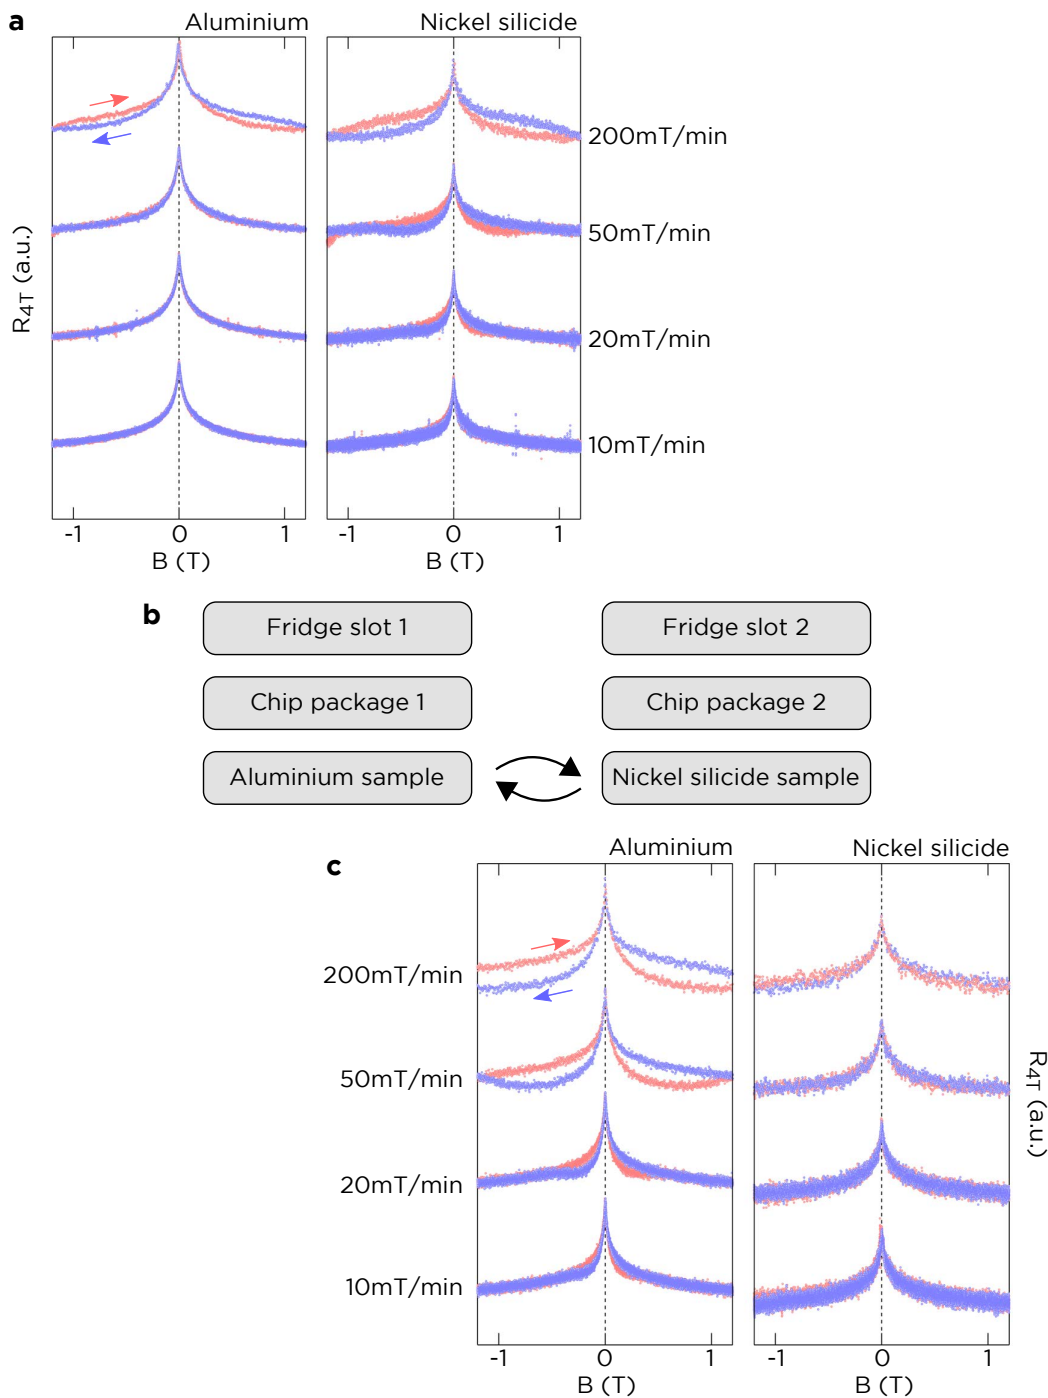 a
Aluminium
Nickel silicide
R4T (a.u.)
200mT/min
50mT/min
20mT/min
10mT/min
-1 0 1
-1 0 1
B (T)
B (T)
b
Fridge slot 1
Fridge slot 2
Chip package 1
Chip package 2
Aluminium sample
Nickel silicide sample
c
Aluminium
Nickel silicide
200mT/min
50mT/min
20mT/min
10mT/min
R4T (a.u.)
-1 0 1
-1 0 1
B (T)
B (T)